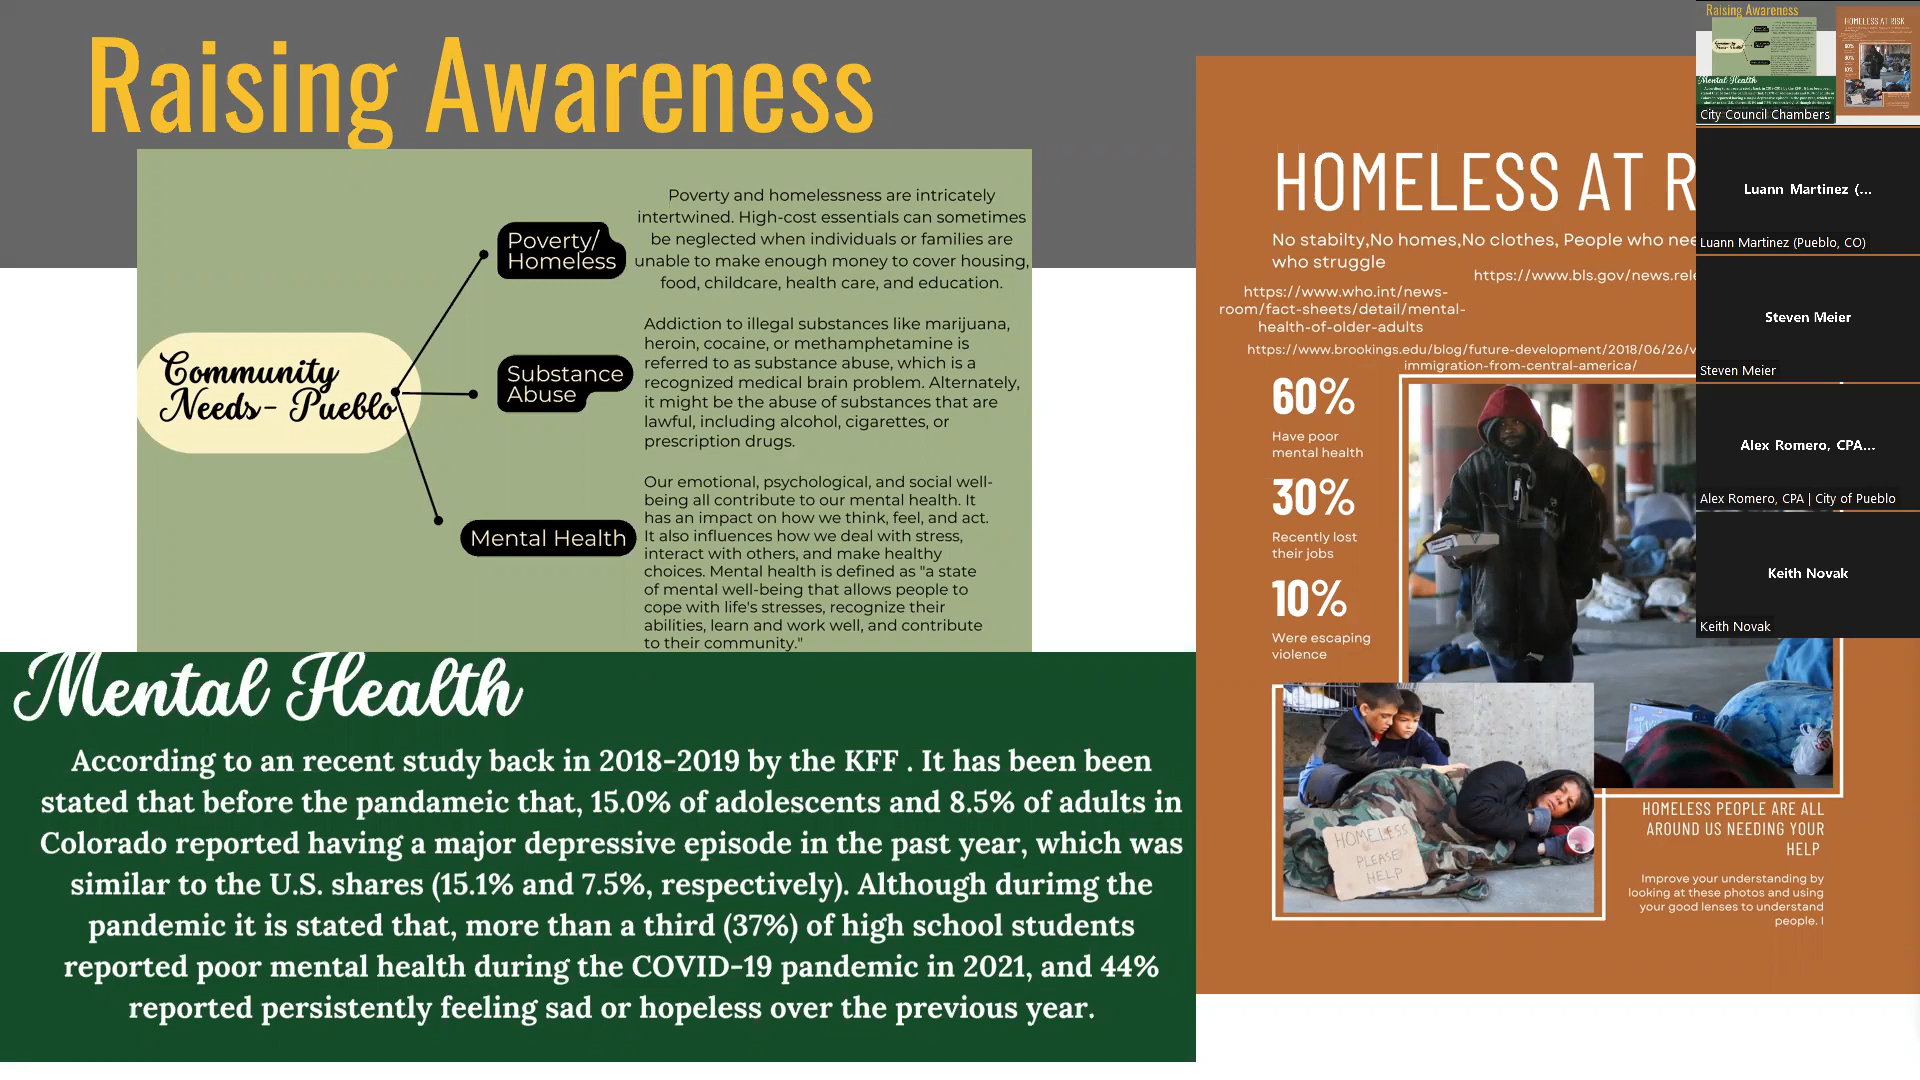 Raising Awareness
Community
Needs- Pueblo
Poverty/
Homeless
Poverty and homelessness are intricately
intertwined. High-cost essentials can sometimes
be neglected when individuals or families are
unable to make enough money to cover housing,
food, childcare, health care, and education.
Substance
Abuse
Addiction to illegal substances like marijuana,
heroin, cocaine, or methamphetamine is
referred to as substance abuse, which is a
recognized medical brain problem. Alternately,
it might be the abuse of substances that are
lawful, including alcohol, cigarettes, or
prescription drugs.
Mental Health
Our emotional, psychological, and social well-
being all contribute to our mental health. It
has an impact on how we think, feel, and act.
It also influences how we deal with stress,
interact with others, and make healthy
choices. Mental health is defined as "a state
of mental well-being that allows people to
cope with life's stresses, recognize their
abilities, learn and work well, and contribute
to their community."
Mental Health
According to an recent study back in 2018-2019 by the KFF . It has been been
stated that before the pandameic that, 15.0% of adolescents and 8.5% of adults in
Colorado reported having a major depressive episode in the past year, which was
similar to the U.S. shares (15.1% and 7.5%, respectively). Although durimg the
pandemic it is stated that, more than a third (37%) of high school students
reported poor mental health during the COVID-19 pandemic in 2021, and 44%
reported persistently feeling sad or hopeless over the previous year.
HOMELESS AT R
No stabilty,No homes,No clothes, People who nee
who struggle
https://www.bls.gov/news.rele
https://www.who.int/news-
room/fact-sheets/detail/mental-
health-of-older-adults
https://www.brookings.edu/blog/future-development/2018/06/26/v
immigration-from-central-america/
60%
Have poor
mental health
30%
Recently lost
their jobs
10%
Were escaping
violence
HOMELESS
PLEASE
HELP
HOMELESS PEOPLE ARE ALL
AROUND US NEEDING YOUR
HELP
Improve your understanding by
looking at these photos and using
your good lenses to understand
people. I
Raising Awareness
HOMELESS AT RISK
Mental Health
City Council Chambers
Luann Martinez (...
Luann Martinez (Pueblo, CO)
Steven Meier
Steven Meier
Alex Romero, CPA...
Alex Romero, CPA | City of Pueblo
Keith Novak
Keith Novak